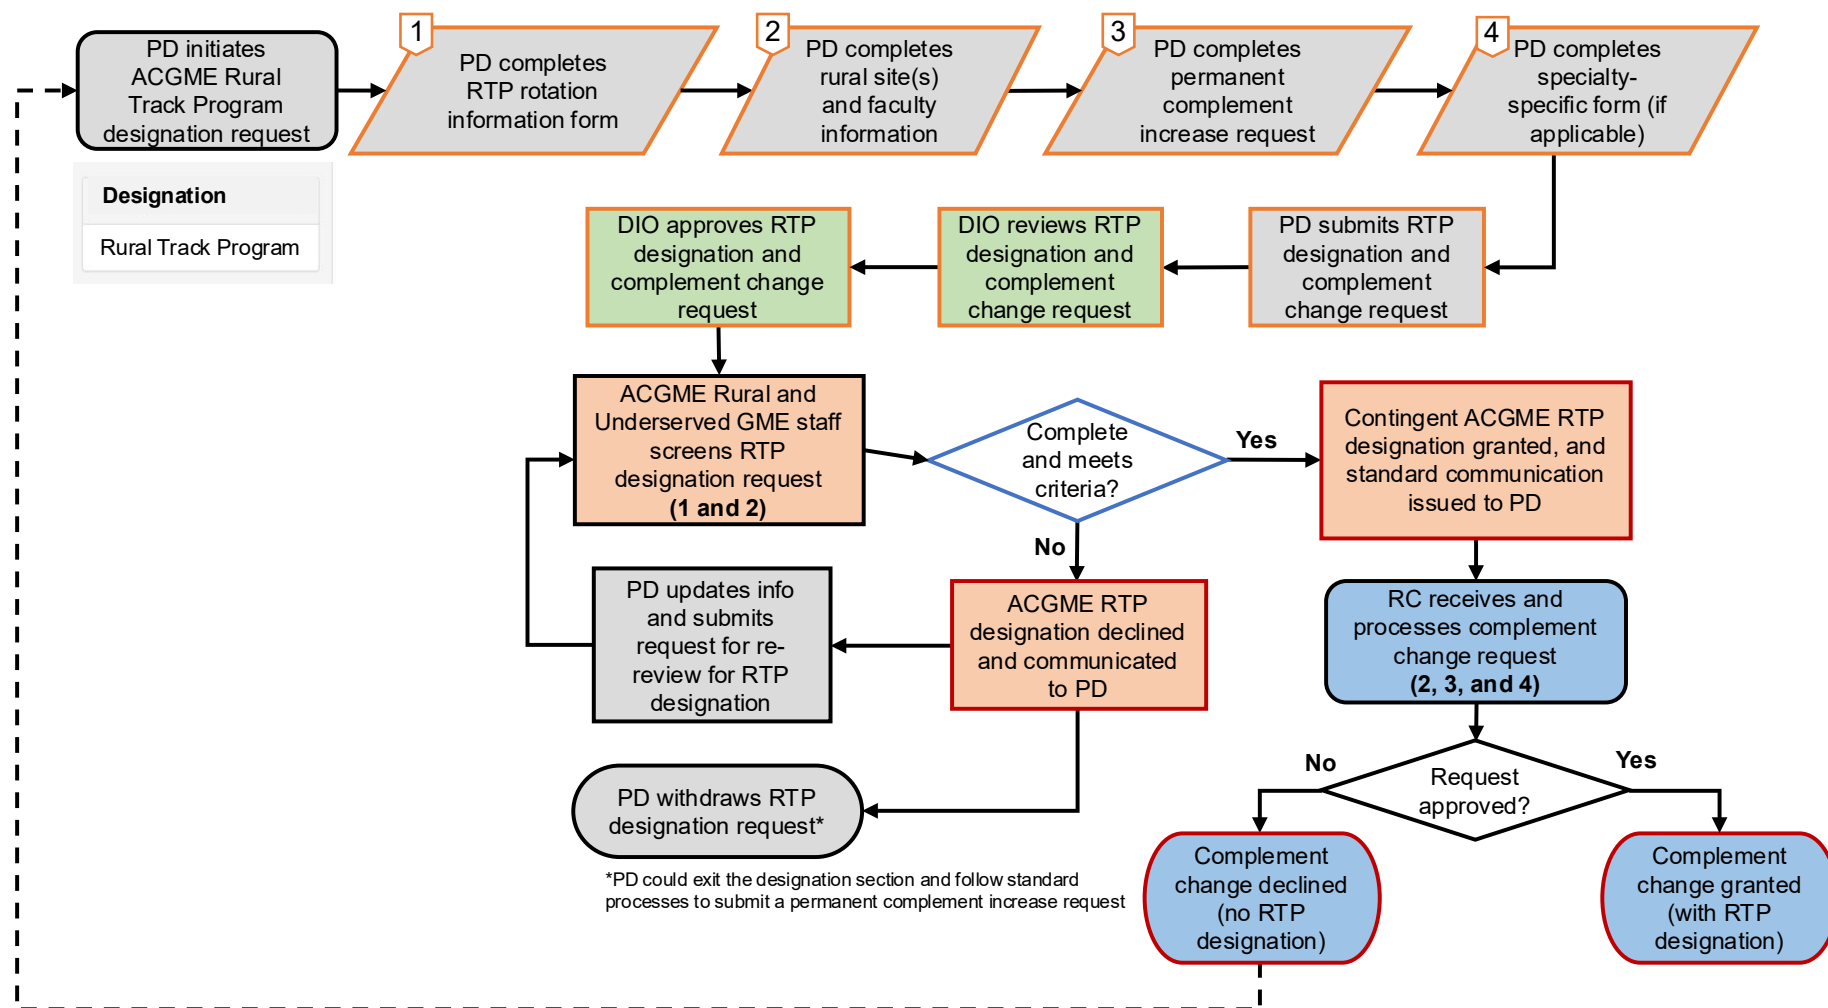 PD initiates
ACGME Rural
Track Program
designation request
1
PD completes
RTP rotation
information form
2
PD completes
rural site(s)
and faculty
information
3
PD completes
permanent
complement
increase request
4
PD completes
specialty-
specific form (if
applicable)
Designation
Rural Track Program
DIO approves RTP
designation and
complement change
request
DIO reviews RTP
designation and
complement
change request
PD submits RTP
designation and
complement
change request
ACGME Rural and
Underserved GME staff
screens RTP
designation request
(1 and 2)
Complete
and meets
criteria?
Yes
No
Contingent ACGME RTP
designation granted, and
standard communication
issued to PD
PD updates info
and submits
request for re-
review for RTP
designation
ACGME RTP
designation declined
and communicated
to PD
RC receives and
processes complement
change request
(2, 3, and 4)
PD withdraws RTP
designation request*
*PD could exit the designation section and follow standard
processes to submit a permanent complement increase request
No
Request
approved?
Yes
Complement
change declined
(no RTP
designation)
Complement
change granted
(with RTP
designation)